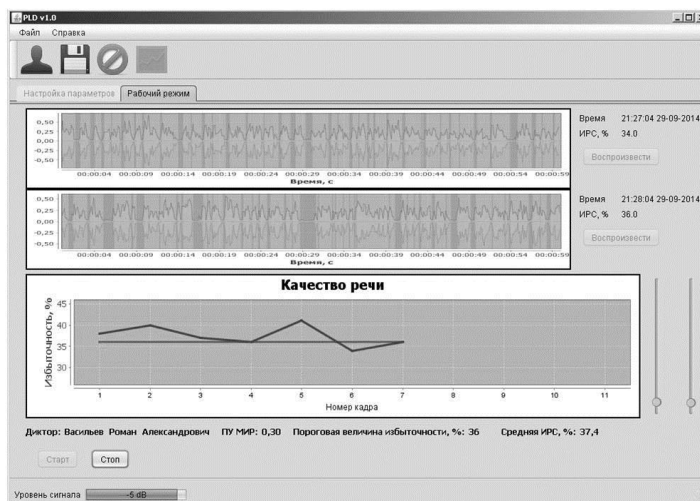 PLD v1.0
Файл Справка
Настройка параметров Рабочий режим
0,50
0,25
0,00
-0,25
-0,50
00:00:04 00:00:09 00:00:14 00:00:19 00:00:24 00:00:29 00:00:34 00:00:39 00:00:44 00:00:49 00:00:54 00:00:59
Время, с
Время 21:27:04 29-09-2014
ИРС, % 34.0
Воспроизвести
0,50
0,25
0,00
-0,25
-0,50
00:00:04 00:00:09 00:00:14 00:00:19 00:00:24 00:00:29 00:00:34 00:00:39 00:00:44 00:00:49 00:00:54 00:00:59
Время, с
Время 21:28:04 29-09-2014
ИРС, % 36.0
Воспроизвести
Качество речи
Избыточность, %
45
40
35
30
1 2 3 4 5 6 7 8 9 10 11
Номер кадра
Диктор: Васильев Роман Александрович ПУ МИР: 0,30 Пороговая величина избыточности, %: 36 Средняя ИРС, %: 37,4
Старт Стоп
Уровень сигнала -5 dB